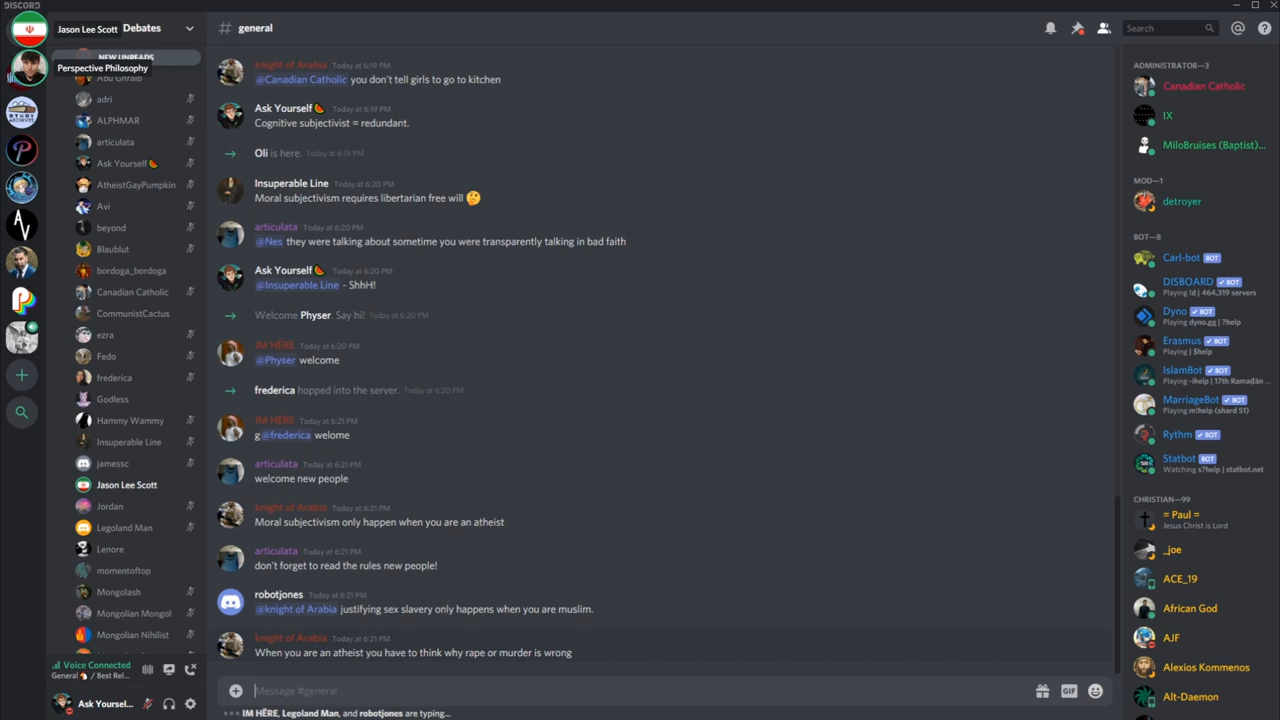 DISCORD
Jason Lee Scott
Debates
# general
Search
NEW UNREADS
Perspective Philosophy
Abu Ghraib
adri
ALPHMAR
articulata
Ask Yourself🍉
AtheistGayPumpkin
Avi
beyond
Blaublut
bordoga_bordoga
Canadian Catholic
CommunistCactus
ezra
Fedo
frederica
Godless
Hammy Wammy
Insuperable Line
jamessc
Jason Lee Scott
Jordan
Legoland Man
Lenore
momentoftop
Mongolash
Mongolian Mongol
Mongolian Nihilist
Voice Connected
General 🐴 / Best Rel...
Ask Yoursel...
knight of Arabia Today at 6:19 PM
@Canadian Catholic you don't tell girls to go to kitchen
Ask Yourself🍉 Today at 6:19 PM
Cognitive subjectivist = redundant.
Oli is here. Today at 6:19 PM
Insuperable Line Today at 6:20 PM
Moral subjectivism requires libertarian free will 🤔
articulata Today at 6:20 PM
@Nes they were talking about sometime you were transparently talking in bad faith
Ask Yourself🍉 Today at 6:20 PM
@Insuperable Line - ShhH!
Welcome Physer. Say hi! Today at 6:20 PM
IM HĒRE Today at 6:20 PM
@Physer welcome
frederica hopped into the server. Today at 6:20 PM
IM HĒRE Today at 6:21 PM
g@frederica welome
articulata Today at 6:21 PM
welcome new people
knight of Arabia Today at 6:21 PM
Moral subjectivism only happen when you are an atheist
articulata Today at 6:21 PM
don't forget to read the rules new people!
robotjones Today at 6:21 PM
@knight of Arabia justifying sex slavery only happens when you are muslim.
knight of Arabia Today at 6:21 PM
When you are an atheist you have to think why rape or murder is wrong
Message #general
GIF
IM HĒRE, Legoland Man, and robotjones are typing...
ADMINISTRATOR—3
Canadian Catholic
IX
MiloBruises (Baptist)...
MOD—1
detroyer
BOT—8
Carl-bot BOT
DISBOARD ✔ BOT
Playing !d | 464,319 servers
Dyno ✔ BOT
Playing dyno.gg | ?help
Erasmus ✔ BOT
Playing | $help
IslamBot ✔ BOT
Playing -ihelp | 17th Ramaḍān ...
MarriageBot ✔ BOT
Playing m!help (shard 51)
Rythm ✔ BOT
Statbot BOT
Watching s?help | statbot.net
CHRISTIAN—99
= Paul =
Jesus Christ is Lord
_joe
ACE_19
African God
AJF
Alexios Kommenos
Alt-Daemon